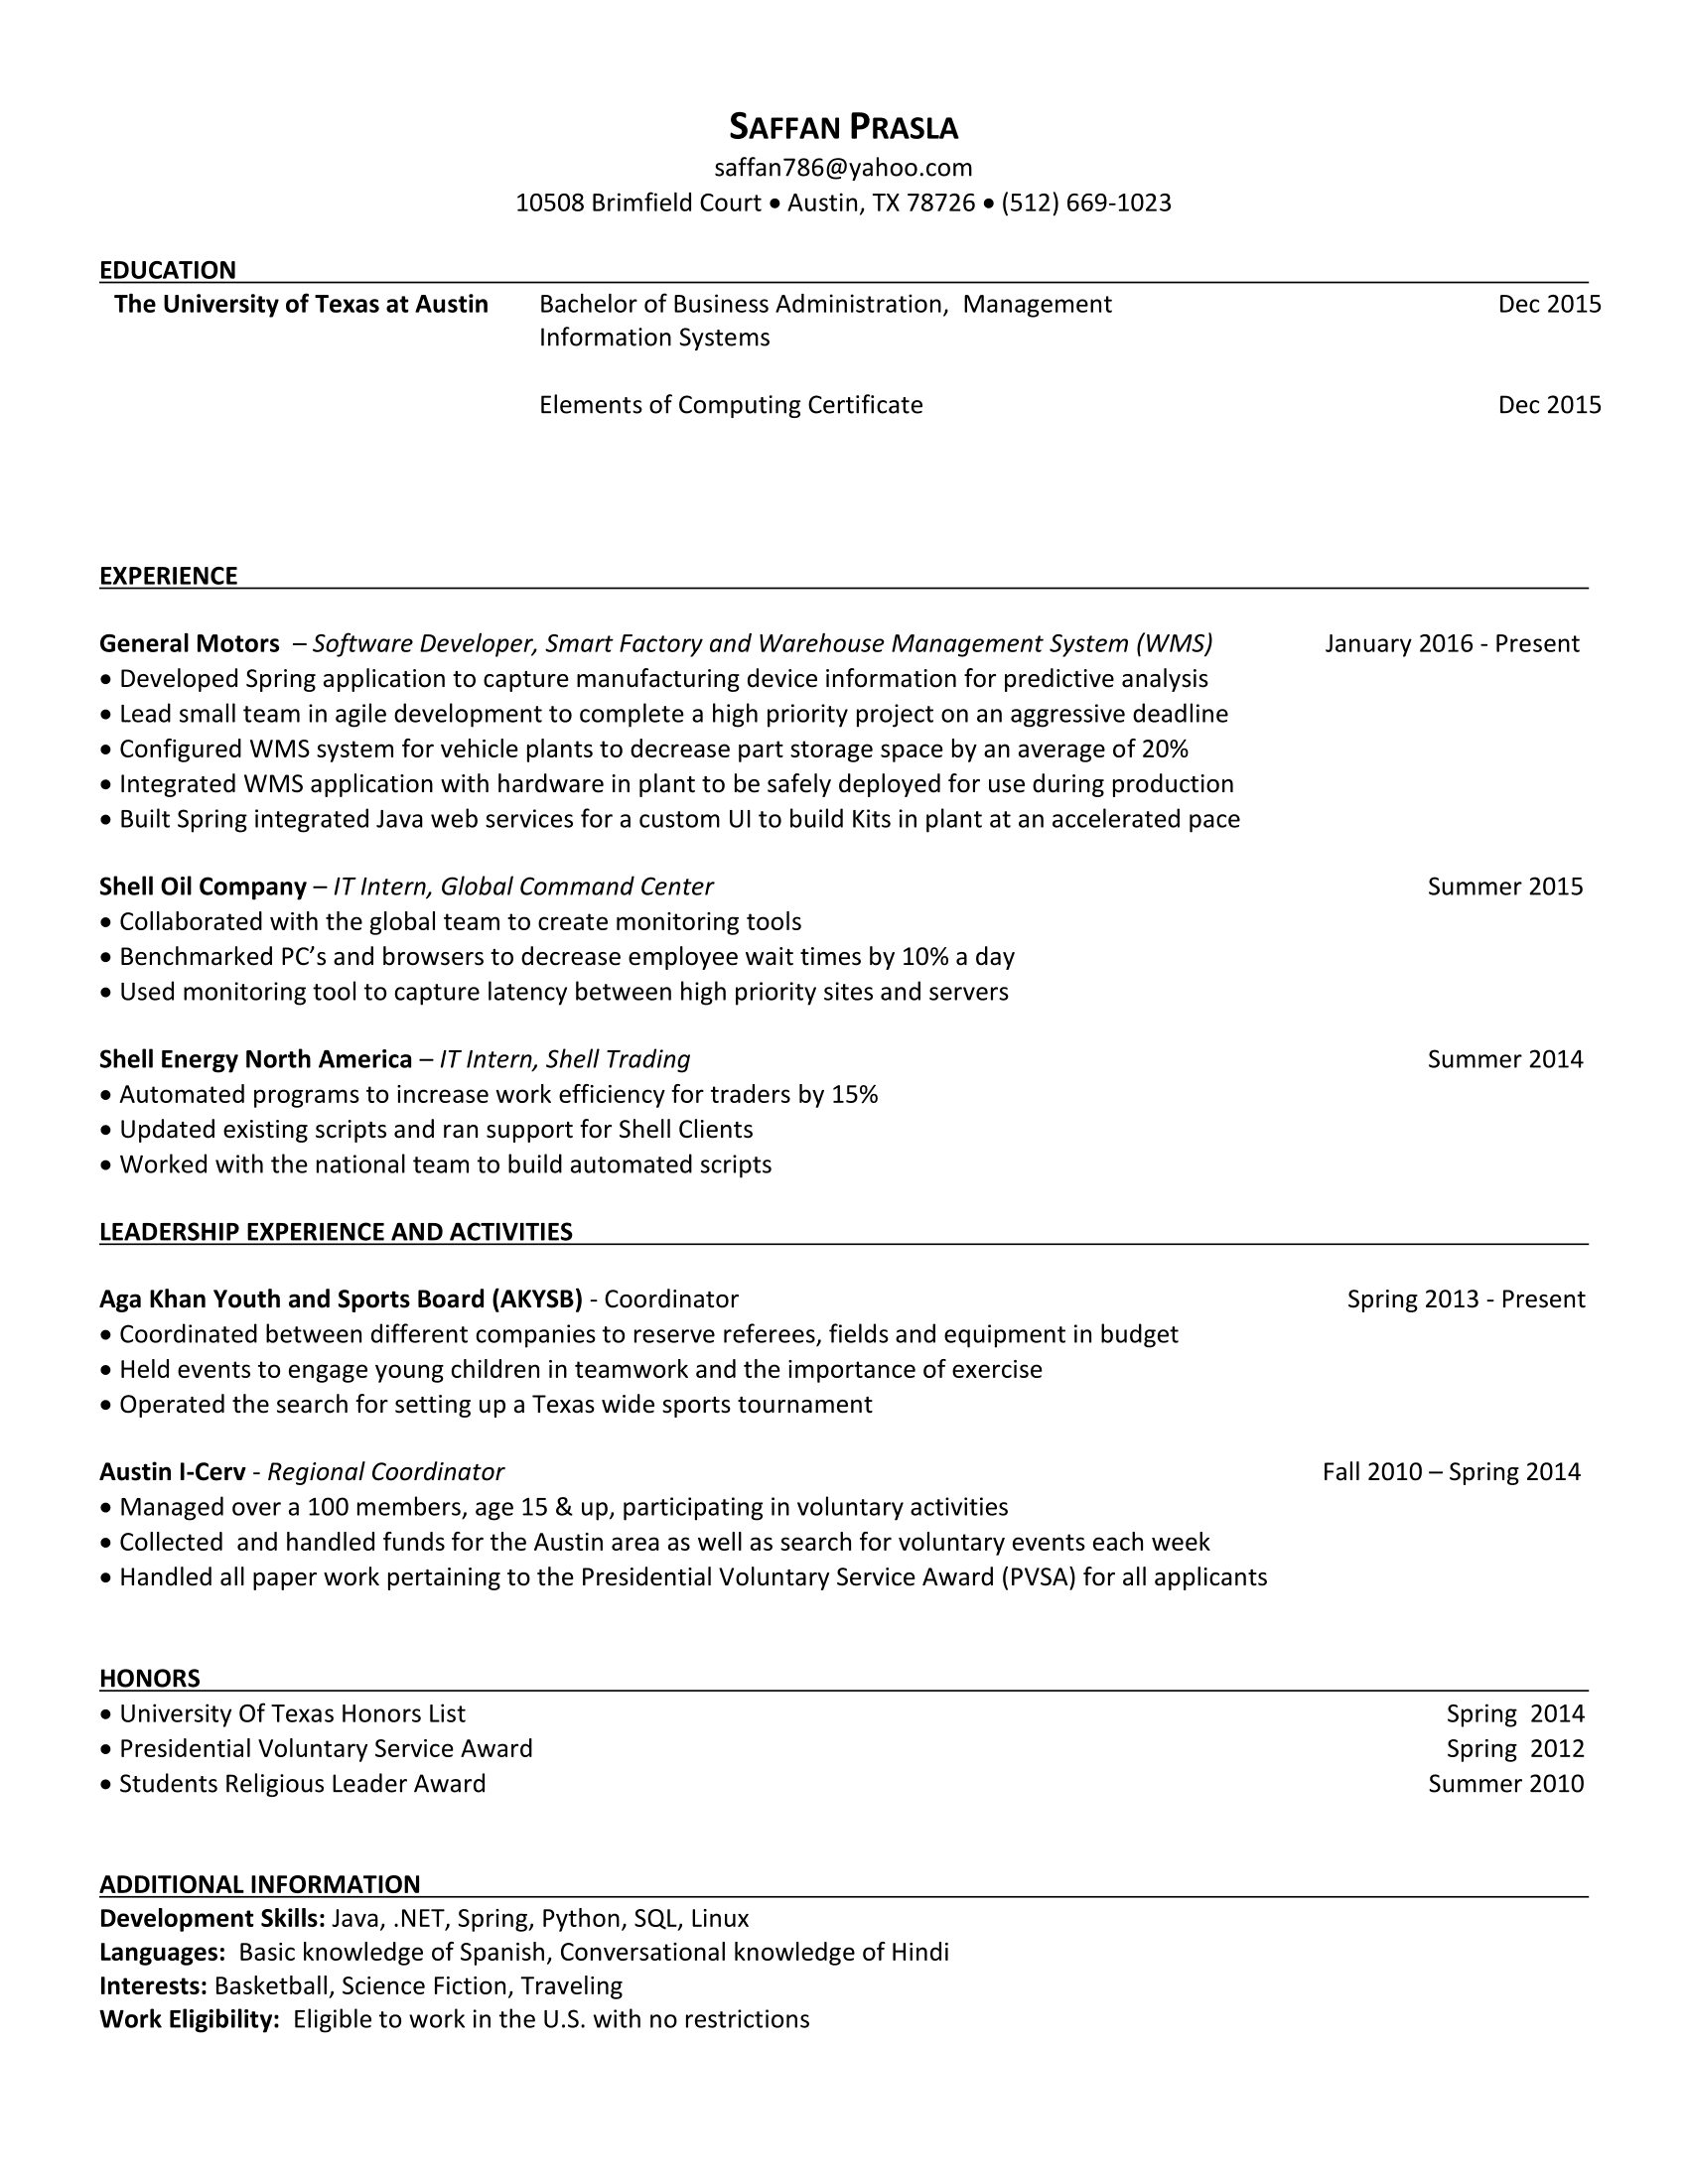 SAFFAN PRASLA
saffan786@yahoo.com
10508 Brimfield Court • Austin, TX 78726 • (512) 669-1023
EDUCATION
The University of Texas at Austin Bachelor of Business Administration,  Management Dec 2015
Information Systems
Elements of Computing Certificate Dec 2015
EXPERIENCE
General Motors  – Software Developer, Smart Factory and Warehouse Management System (WMS) January 2016 - Present
• Developed Spring application to capture manufacturing device information for predictive analysis
• Lead small team in agile development to complete a high priority project on an aggressive deadline
• Configured WMS system for vehicle plants to decrease part storage space by an average of 20%
• Integrated WMS application with hardware in plant to be safely deployed for use during production
• Built Spring integrated Java web services for a custom UI to build Kits in plant at an accelerated pace
Shell Oil Company – IT Intern, Global Command Center Summer 2015
• Collaborated with the global team to create monitoring tools
• Benchmarked PC’s and browsers to decrease employee wait times by 10% a day
• Used monitoring tool to capture latency between high priority sites and servers
Shell Energy North America – IT Intern, Shell Trading Summer 2014
• Automated programs to increase work efficiency for traders by 15%
• Updated existing scripts and ran support for Shell Clients
• Worked with the national team to build automated scripts
LEADERSHIP EXPERIENCE AND ACTIVITIES
Aga Khan Youth and Sports Board (AKYSB) - Coordinator Spring 2013 - Present
• Coordinated between different companies to reserve referees, fields and equipment in budget
• Held events to engage young children in teamwork and the importance of exercise
• Operated the search for setting up a Texas wide sports tournament
Austin I-Cerv - Regional Coordinator Fall 2010 – Spring 2014
• Managed over a 100 members, age 15 & up, participating in voluntary activities
• Collected  and handled funds for the Austin area as well as search for voluntary events each week
• Handled all paper work pertaining to the Presidential Voluntary Service Award (PVSA) for all applicants
HONORS
• University Of Texas Honors List Spring  2014
• Presidential Voluntary Service Award Spring  2012
• Students Religious Leader Award Summer 2010
ADDITIONAL INFORMATION
Development Skills: Java, .NET, Spring, Python, SQL, Linux
Languages:  Basic knowledge of Spanish, Conversational knowledge of Hindi
Interests: Basketball, Science Fiction, Traveling
Work Eligibility:  Eligible to work in the U.S. with no restrictions